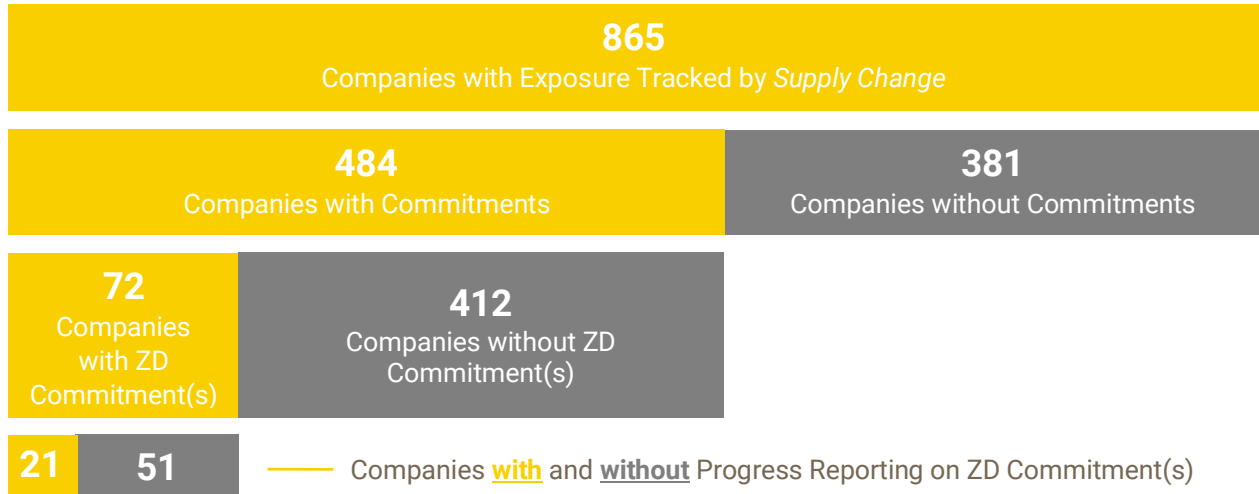 865
Companies with Exposure Tracked by Supply Change
484
Companies with Commitments
381
Companies without Commitments
72
Companies
with ZD
Commitment(s)
412
Companies without ZD
Commitment(s)
21
51
Companies with and without Progress Reporting on ZD Commitment(s)